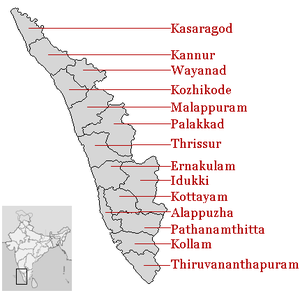 Kasaragod
Kannur
Wayanad
Kozhikode
Malappuram
Palakkad
Thrissur
Ernakulam
Idukki
Kottayam
Alappuzha
Pathanamthitta
Kollam
Thiruvananthapuram